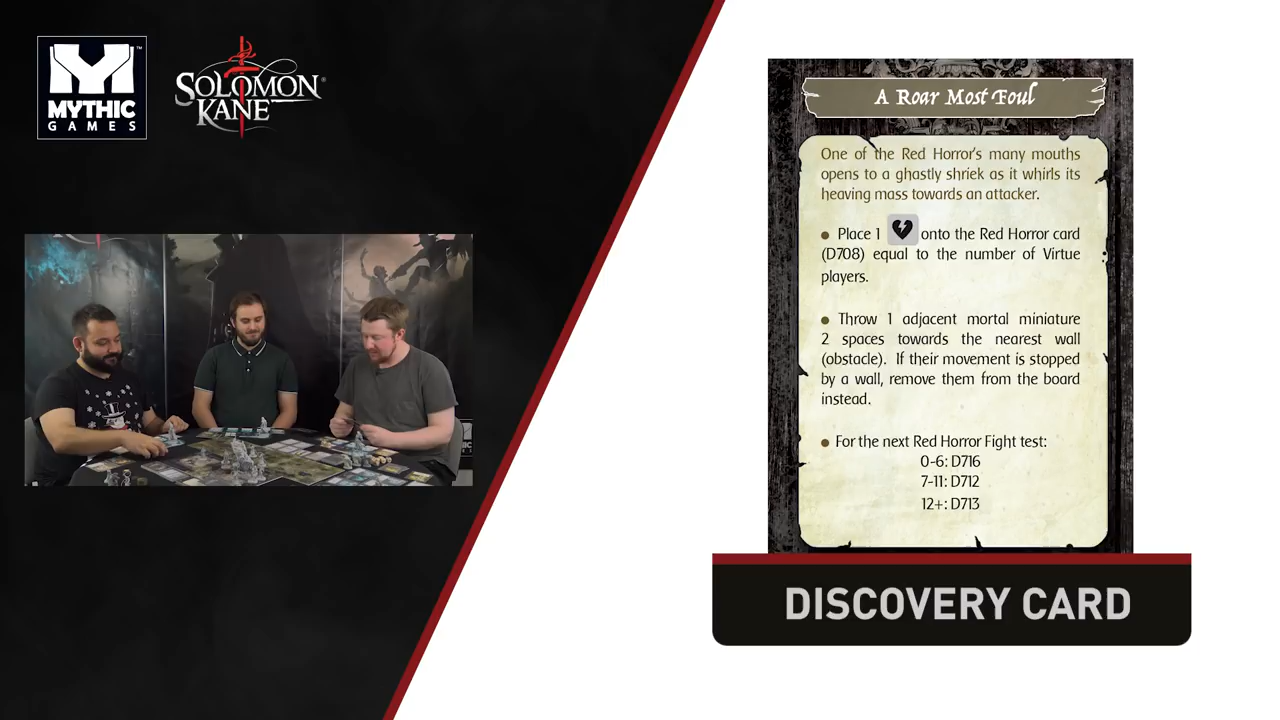 MYTHIC
GAMES
™
SOLOMON
KANE
®
A Roar Most Foul
One of the Red Horror's many mouths
opens to a ghastly shriek as it whirls its
heaving mass towards an attacker.
• Place 1 onto the Red Horror card
(D708) equal to the number of Virtue
players.
• Throw 1 adjacent mortal miniature
2 spaces towards the nearest wall
(obstacle). If their movement is stopped
by a wall, remove them from the board
instead.
• For the next Red Horror Fight test:
0-6: D716
7-11: D712
12+: D713
DISCOVERY CARD